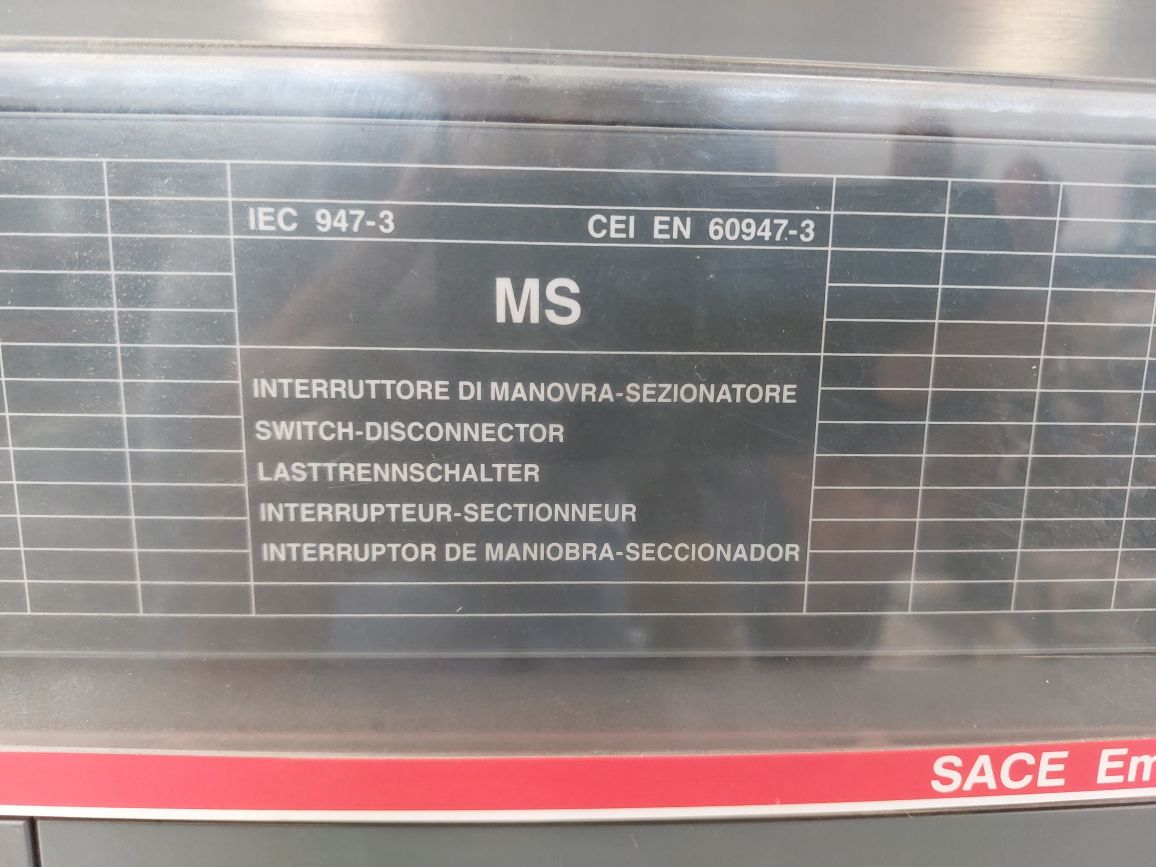 IEC 947-3 CEI EN 60947-3
MS
INTERRUTTORE DI MANOVRA-SEZIONATORE
SWITCH-DISCONNECTOR
LASTTRENNSCHALTER
INTERRUPTEUR-SECTIONNEUR
INTERRUPTOR DE MANIOBRA-SECCIONADOR
SACE Em